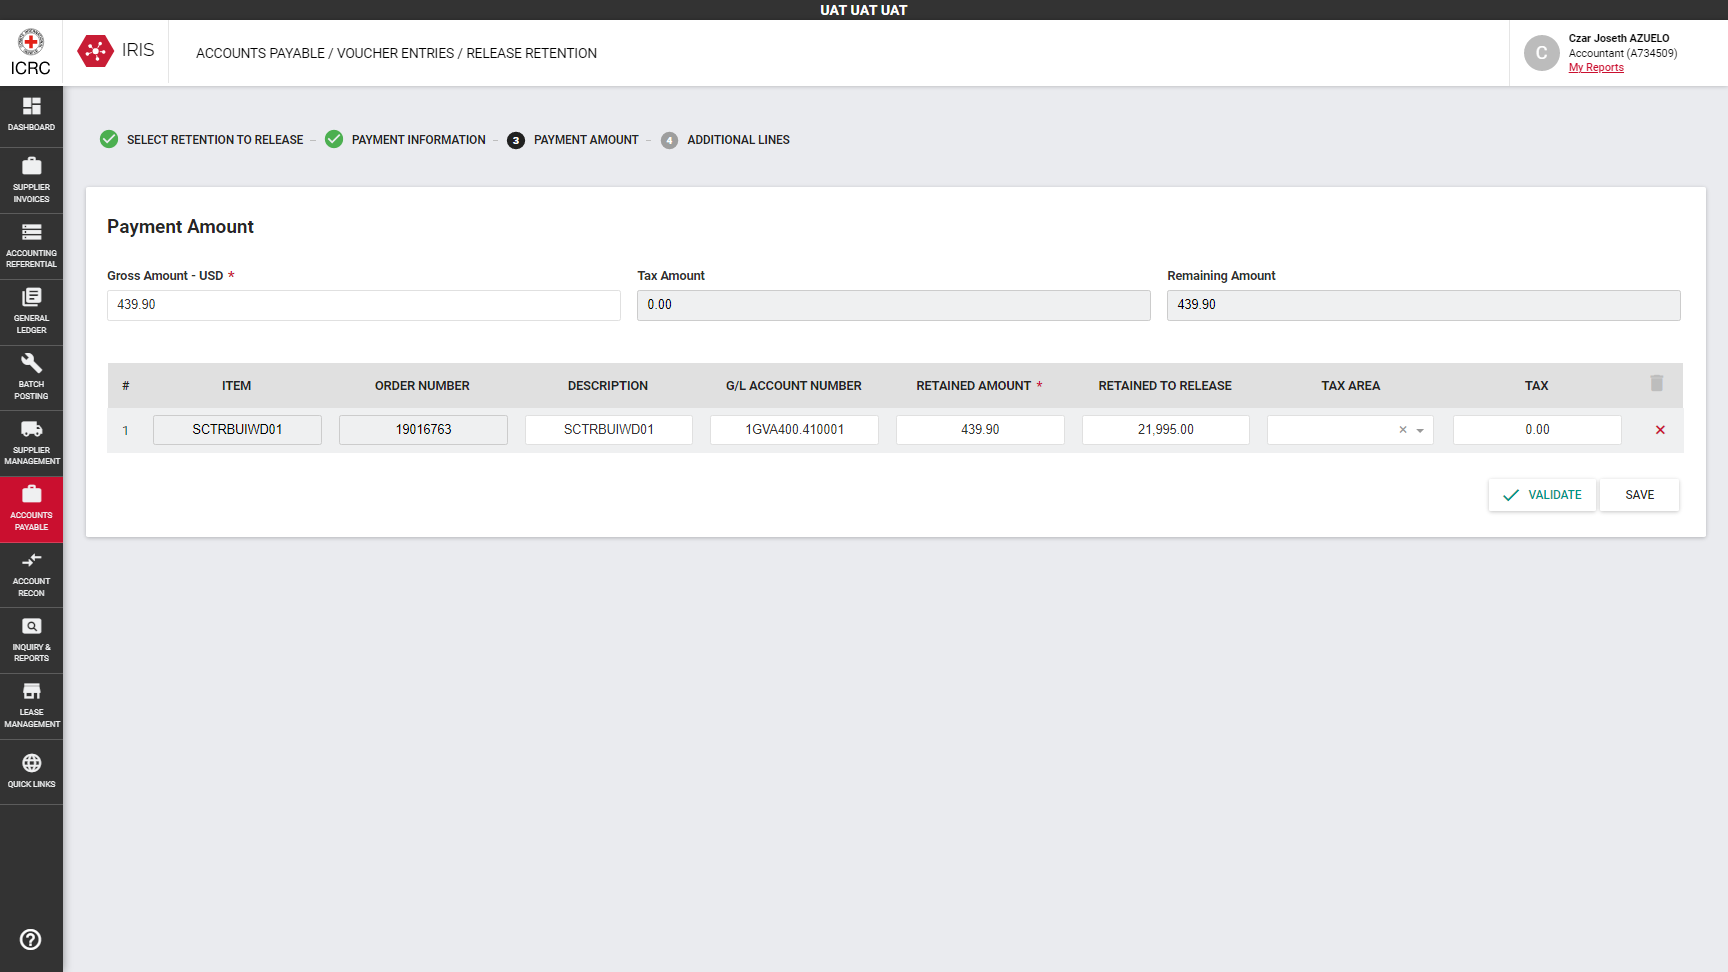 UAT UAT UAT
ICRC
IRIS
ACCOUNTS PAYABLE / VOUCHER ENTRIES / RELEASE RETENTION
C
Czar Joseth AZUELO
Accountant (A734509)
My Reports
DASHBOARD
SUPPLIER
INVOICES
ACCOUNTING
REFERENTIAL
GENERAL
LEDGER
BATCH
POSTING
SUPPLIER
MANAGEMENT
ACCOUNTS
PAYABLE
ACCOUNT
RECON
INQUIRY &
REPORTS
LEASE
MANAGEMENT
QUICK LINKS
SELECT RETENTION TO RELEASE – PAYMENT INFORMATION – 3 PAYMENT AMOUNT – 4 ADDITIONAL LINES
Payment Amount
Gross Amount - USD * Tax Amount Remaining Amount
439.90 0.00 439.90
# ITEM ORDER NUMBER DESCRIPTION G/L ACCOUNT NUMBER RETAINED AMOUNT * RETAINED TO RELEASE TAX AREA TAX
1 SCTRBUIWD01 19016763 SCTRBUIWD01 1GVA400.410001 439.90 21,995.00 × 0.00
VALIDATE SAVE